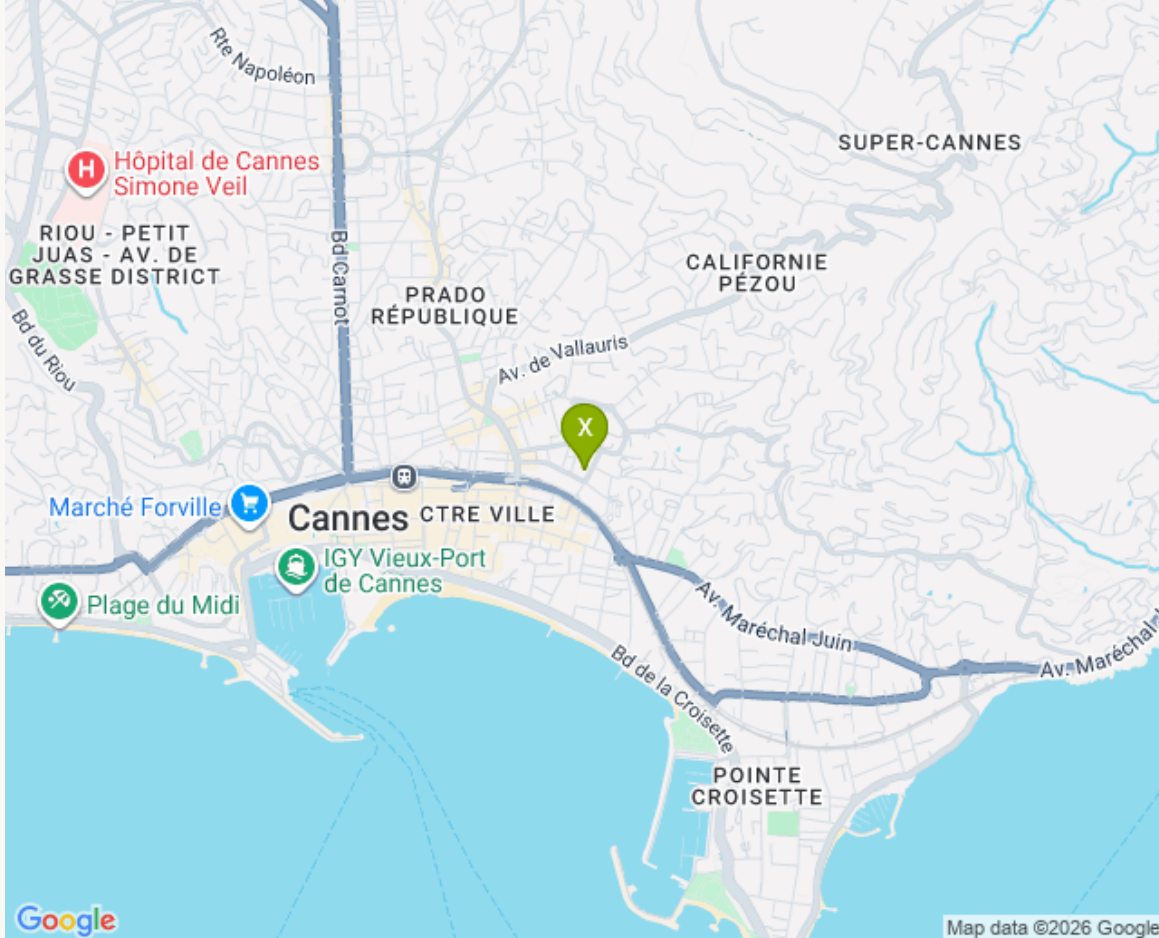 Rte Napoléon
SUPER-CANNES
H
Hôpital de Cannes
Simone Veil
RIOU - PETIT
JUAS - AV. DE
GRASSE DISTRICT
Bd Carnot
CALIFORNIE
PÉZOU
PRADO
RÉPUBLIQUE
Bd du Riou
Av. de Vallauris
X
Marché Forville
Cannes
CTRE VILLE
IGY Vieux-Port
de Cannes
Plage du Midi
Av. Maréchal Juin
Av. Maréchal
Bd de la Croisette
POINTE
CROISETTE
Google
Map data ©2026 Google